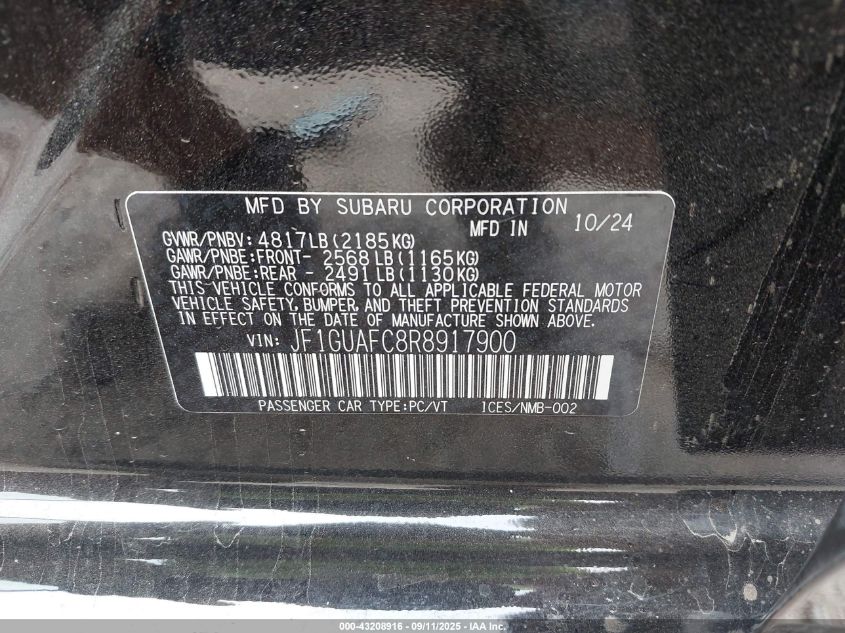 MFD BY SUBARU CORPORATION
MFD IN 10/24
GVWR/PNBV: 4817LB(2185KG)
GAWR/PNBE:FRONT- 2568LB(1165KG)
GAWR/PNBE:REAR - 2491LB(1130KG)
THIS VEHICLE CONFORMS TO ALL APPLICABLE FEDERAL MOTOR
VEHICLE SAFETY, BUMPER, AND THEFT PREVENTION STANDARDS
IN EFFECT ON THE DATE OF MANUFACTURE SHOWN ABOVE.
VIN: JF1GUAFC8R8917900
PASSENGER CAR TYPE:PC/VT 1CES/NMB-002
000-43208916 - 09/11/2025 - IAA Inc.